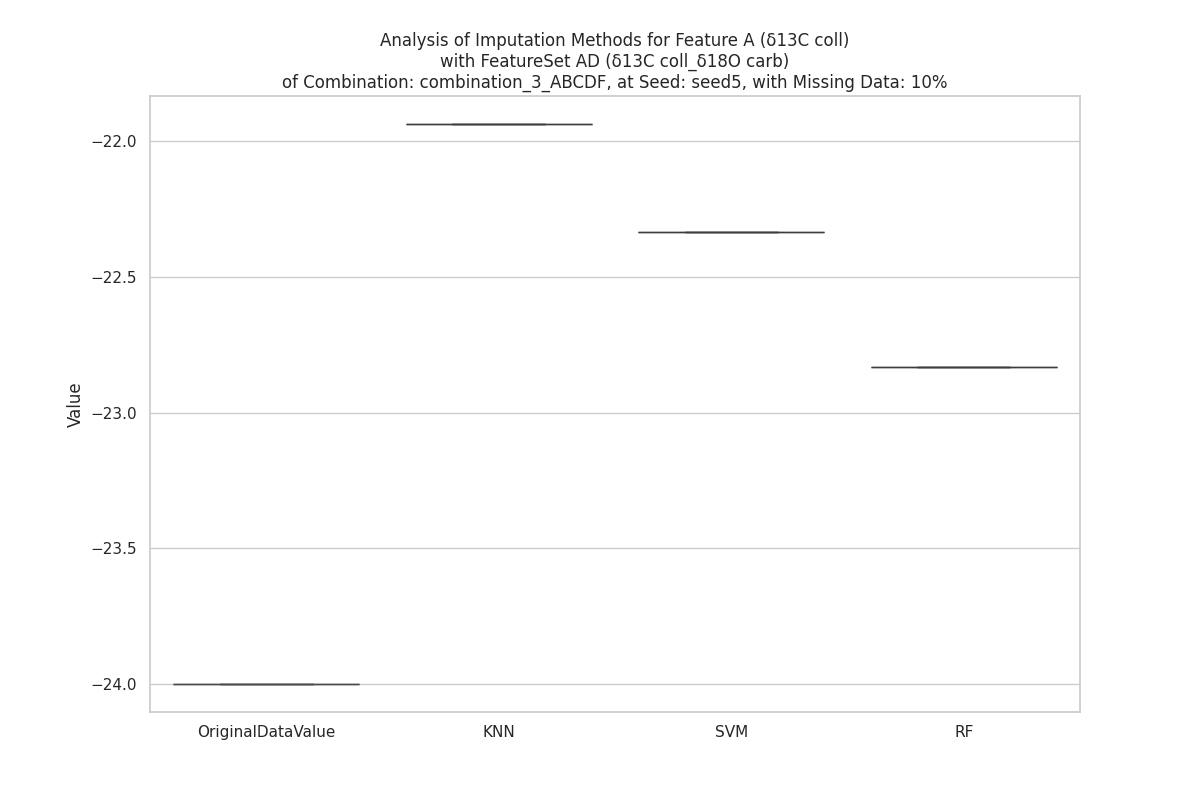 Analysis of Imputation Methods for Feature A (δ13C coll)
with FeatureSet AD (δ13C coll_δ18O carb)
of Combination: combination_3_ABCDF, at Seed: seed5, with Missing Data: 10%
−22.0
−22.5
−23.0
−23.5
−24.0
Value
OriginalDataValue
KNN
SVM
RF